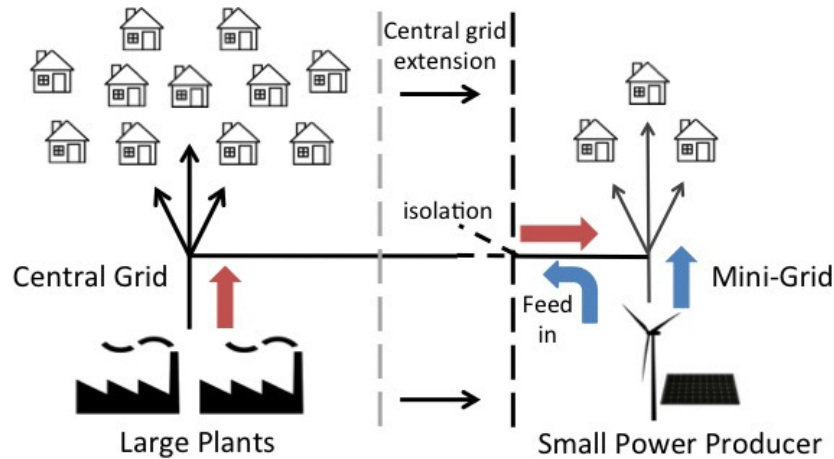 Central grid
extension
isolation
Central Grid
Mini-Grid
Feed
in
Large Plants
Small Power Producer